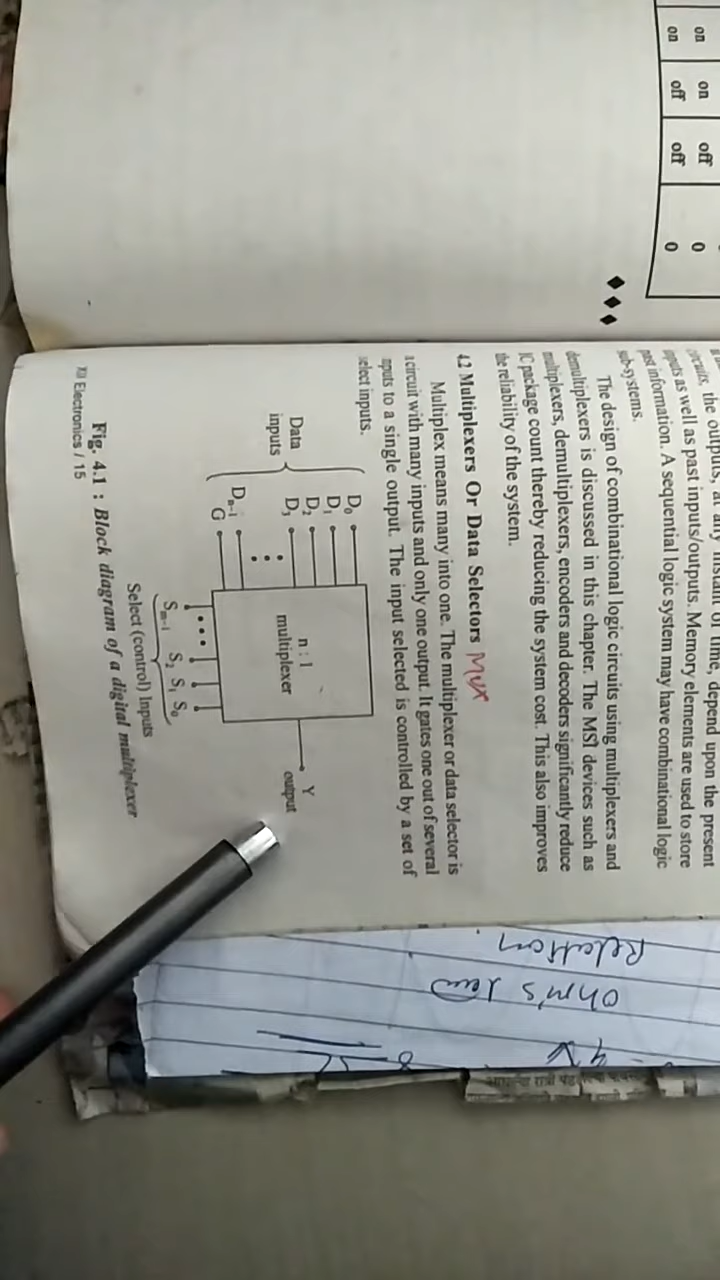 on on off off 0
on off off 0
♦♦♦
the outputs, at any instant of time, depend upon the present
inputs as well as past inputs/outputs. Memory elements are used to store
past information. A sequential logic system may have combinational logic
sub-systems.
The design of combinational logic circuits using multiplexers and
demultiplexers is discussed in this chapter. The MSI devices such as
multiplexers, demultiplexers, encoders and decoders significantly reduce
IC package count thereby reducing the system cost. This also improves
the reliability of the system.
4.2 Multiplexers Or Data Selectors MUX
Multiplex means many into one. The multiplexer or data selector is
a circuit with many inputs and only one output. It gates one out of several
inputs to a single output. The input selected is controlled by a set of
select inputs.
D₀
D₁
D₂
D₃
Data
inputs
Dₙ₋₁
G
n : 1
multiplexer
Y
output
Sₘ₋₁ S₂ S₁ S₀
Select (control) Inputs
Fig. 4.1 : Block diagram of a digital multiplexer
XII Electronics / 15
Relation
ohm's law